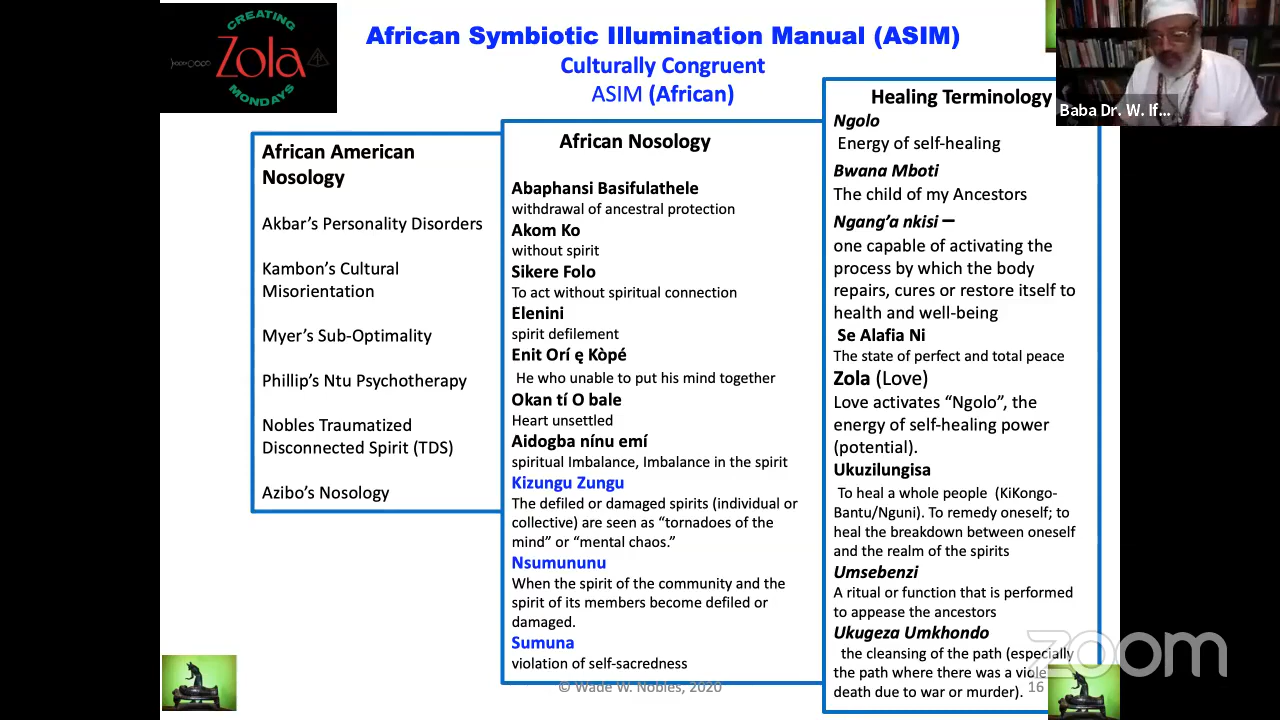 CREATING
Zola
MONDAYS
African Symbiotic Illumination Manual (ASIM)
Culturally Congruent
ASIM (African)
Baba Dr. W. If...
African American
Nosology
Akbar's Personality Disorders
Kambon's Cultural
Misorientation
Myer's Sub-Optimality
Phillip's Ntu Psychotherapy
Nobles Traumatized
Disconnected Spirit (TDS)
Azibo's Nosology
African Nosology
Abaphansi Basifulathele
withdrawal of ancestral protection
Akom Ko
without spirit
Sikere Folo
To act without spiritual connection
Elenini
spirit defilement
Enit Orí ẹ Kòpé
He who unable to put his mind together
Okan tí O bale
Heart unsettled
Aidogba nínu emí
spiritual Imbalance, Imbalance in the spirit
Kizungu Zungu
The defiled or damaged spirits (individual or
collective) are seen as "tornadoes of the
mind" or "mental chaos."
Nsumununu
When the spirit of the community and the
spirit of its members become defiled or
damaged.
Sumuna
violation of self-sacredness
Healing Terminology
Ngolo
Energy of self-healing
Bwana Mboti
The child of my Ancestors
Ngang'a nkisi –
one capable of activating the
process by which the body
repairs, cures or restore itself to
health and well-being
Se Alafia Ni
The state of perfect and total peace
Zola (Love)
Love activates "Ngolo", the
energy of self-healing power
(potential).
Ukuzilungisa
To heal a whole people (KiKongo-
Bantu/Nguni). To remedy oneself; to
heal the breakdown between oneself
and the realm of the spirits
Umsebenzi
A ritual or function that is performed
to appease the ancestors
Ukugeza Umkhondo
the cleansing of the path (especially
the path where there was a viole
death due to war or murder).
© Wade W. Nobles, 2020
16
zoom